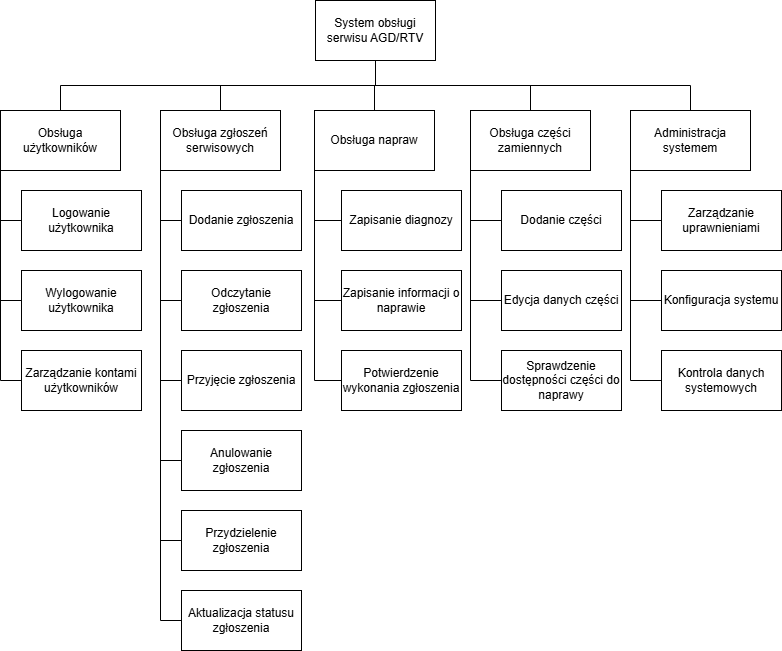 System obsługi
serwisu AGD/RTV
Obsługa
użytkowników
Obsługa zgłoszeń
serwisowych
Obsługa napraw
Obsługa części
zamiennych
Administracja
systemem
Logowanie
użytkownika
Wylogowanie
użytkownika
Zarządzanie kontami
użytkowników
Dodanie zgłoszenia
Odczytanie
zgłoszenia
Przyjęcie zgłoszenia
Anulowanie
zgłoszenia
Przydzielenie
zgłoszenia
Aktualizacja statusu
zgłoszenia
Zapisanie diagnozy
Zapisanie informacji o
naprawie
Potwierdzenie
wykonania zgłoszenia
Dodanie części
Edycja danych części
Sprawdzenie
dostępności części do
naprawy
Zarządzanie
uprawnieniami
Konfiguracja systemu
Kontrola danych
systemowych